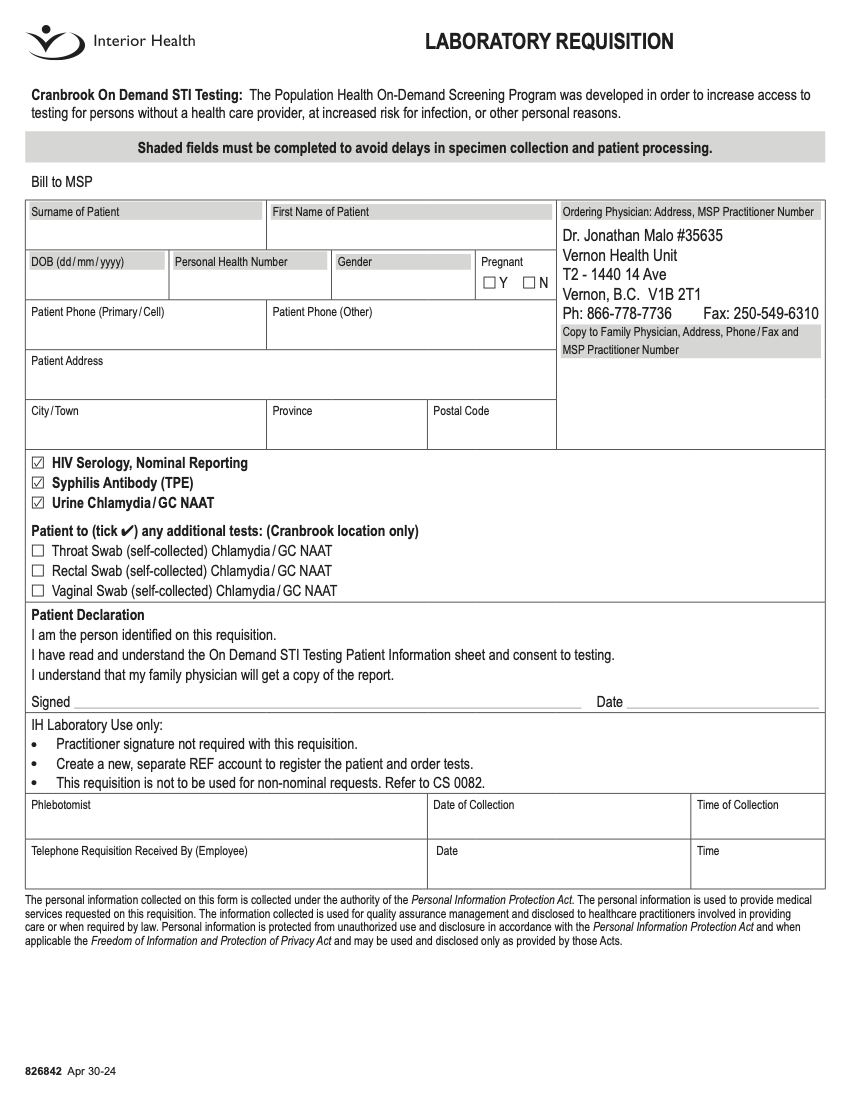 Interior Health
LABORATORY REQUISITION
Cranbrook On Demand STI Testing: The Population Health On-Demand Screening Program was developed in order to increase access to
testing for persons without a health care provider, at increased risk for infection, or other personal reasons.
Shaded fields must be completed to avoid delays in specimen collection and patient processing.
Bill to MSP
Surname of Patient
First Name of Patient
Ordering Physician: Address, MSP Practitioner Number
Dr. Jonathan Malo #35635
Vernon Health Unit
T2 - 1440 14 Ave
Vernon, B.C. V1B 2T1
Ph: 866-778-7736 Fax: 250-549-6310
DOB (dd/mm/yyyy)
Personal Health Number
Gender
Pregnant
☐ Y ☐ N
Patient Phone (Primary/Cell)
Patient Phone (Other)
Copy to Family Physician, Address, Phone/Fax and
MSP Practitioner Number
Patient Address
City/Town
Province
Postal Code
☑ HIV Serology, Nominal Reporting
☑ Syphilis Antibody (TPE)
☑ Urine Chlamydia/GC NAAT
Patient to (tick ✔) any additional tests: (Cranbrook location only)
☐ Throat Swab (self-collected) Chlamydia/GC NAAT
☐ Rectal Swab (self-collected) Chlamydia/GC NAAT
☐ Vaginal Swab (self-collected) Chlamydia/GC NAAT
Patient Declaration
I am the person identified on this requisition.
I have read and understand the On Demand STI Testing Patient Information sheet and consent to testing.
I understand that my family physician will get a copy of the report.
Signed Date
IH Laboratory Use only:
• Practitioner signature not required with this requisition.
• Create a new, separate REF account to register the patient and order tests.
• This requisition is not to be used for non-nominal requests. Refer to CS 0082.
Phlebotomist
Date of Collection
Time of Collection
Telephone Requisition Received By (Employee)
Date
Time
The personal information collected on this form is collected under the authority of the Personal Information Protection Act. The personal information is used to provide medical
services requested on this requisition. The information collected is used for quality assurance management and disclosed to healthcare practitioners involved in providing
care or when required by law. Personal information is protected from unauthorized use and disclosure in accordance with the Personal Information Protection Act and when
applicable the Freedom of Information and Protection of Privacy Act and may be used and disclosed only as provided by those Acts.
826842 Apr 30-24